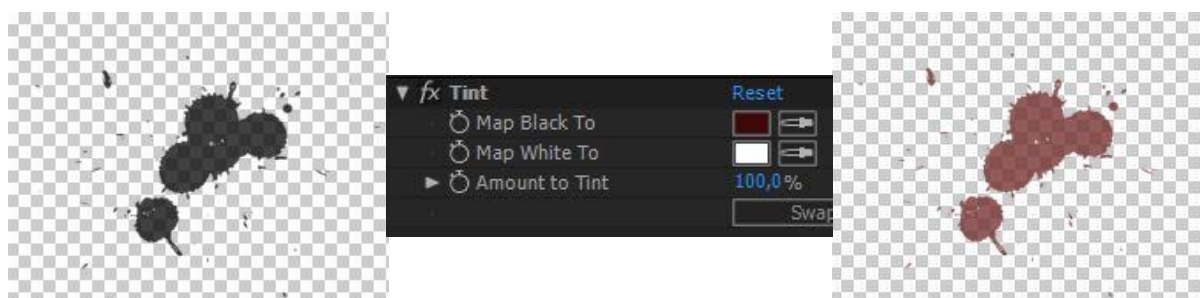 fx Tint Reset
Map Black To
Map White To
Amount to Tint 100,0 %
Swap